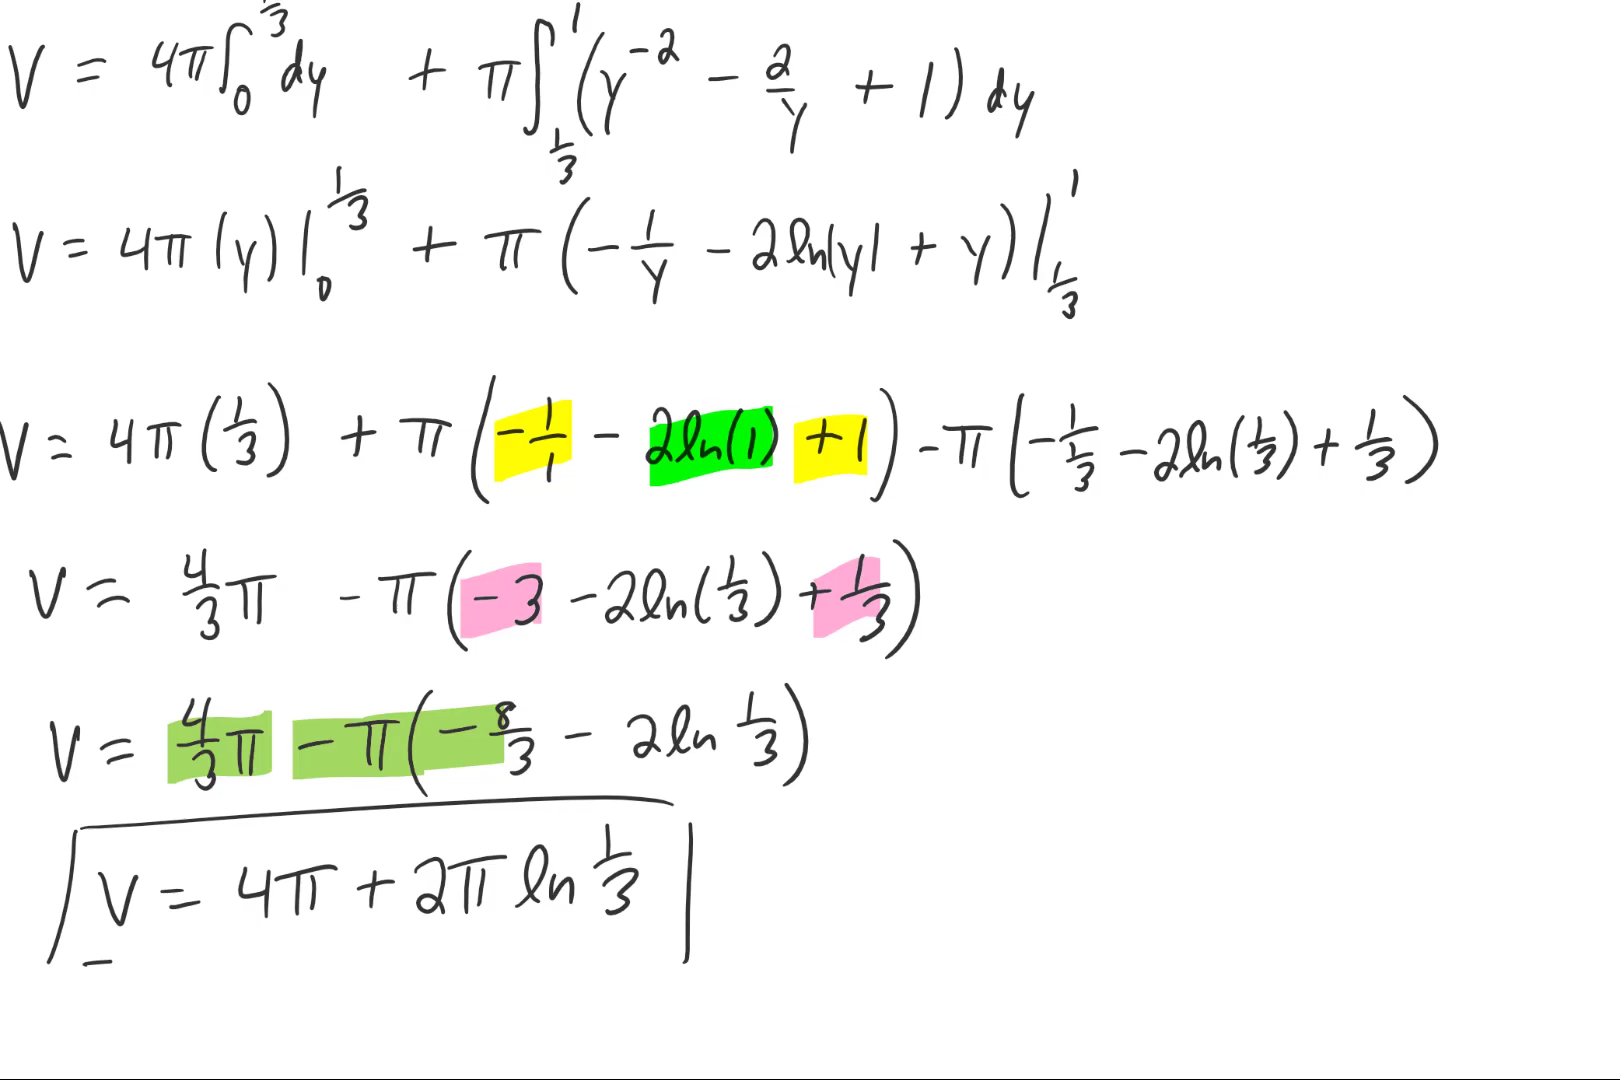 V = 4π∫₀^(1/3) dy + π∫_(1/3)^1 (y⁻² − 2/y + 1) dy
V = 4π(y)|₀^(1/3) + π(−1/y − 2ln|y| + y)|_(1/3)^1
V = 4π(1/3) + π(−1/1 − 2ln(1) + 1) − π(−1/(1/3) − 2ln(1/3) + 1/3)
V = 4/3 π − π(−3 − 2ln(1/3) + 1/3)
V = 4/3 π − π(−8/3 − 2ln 1/3)
V = 4π + 2π ln 1/3